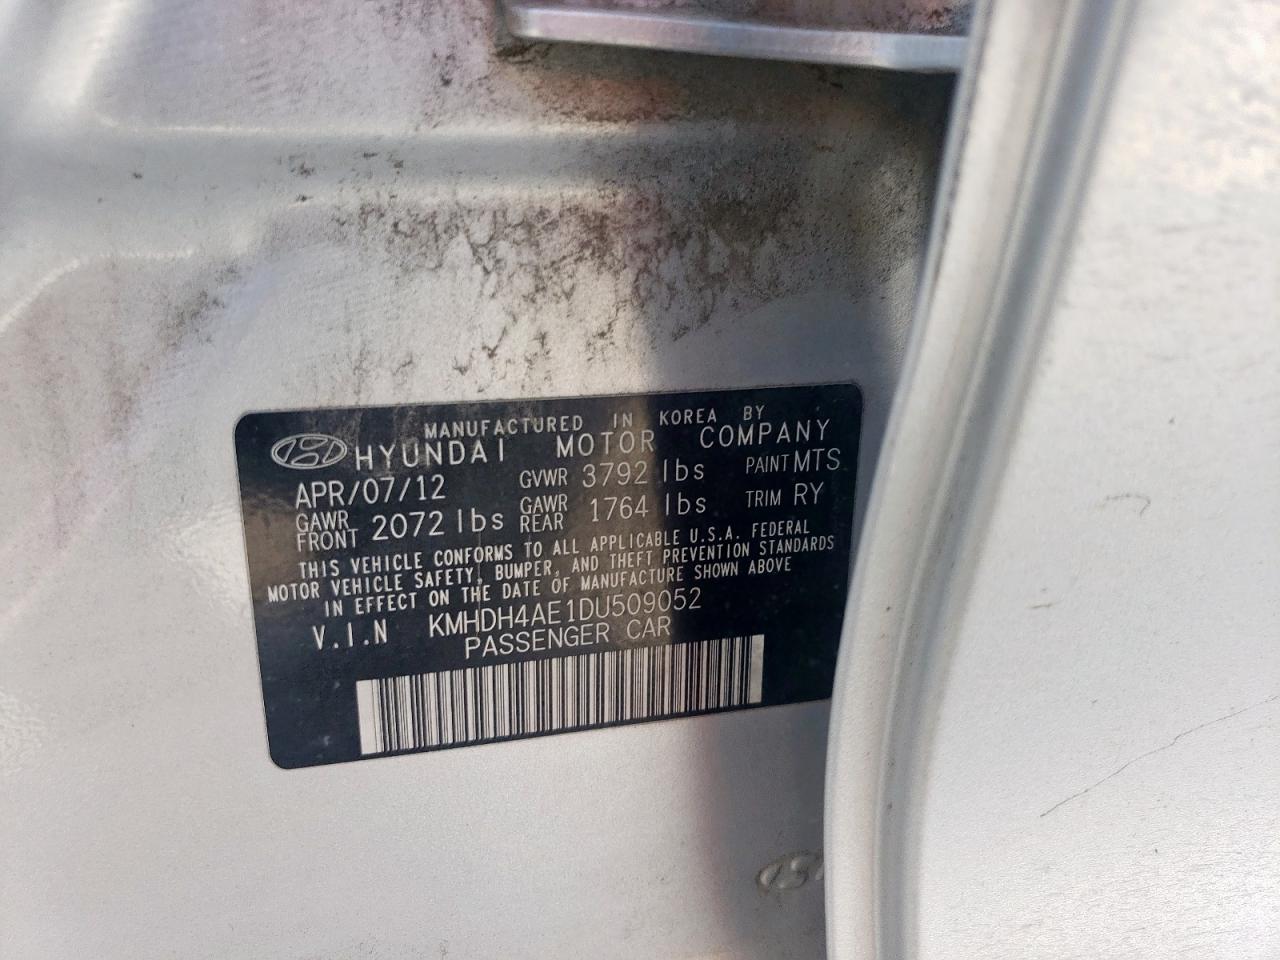 MANUFACTURED IN KOREA BY
HYUNDAI MOTOR COMPANY
APR/07/12 GVWR 3792 lbs PAINT MTS
GAWR FRONT 2072 lbs GAWR REAR 1764 lbs TRIM RY
THIS VEHICLE CONFORMS TO ALL APPLICABLE U.S.A. FEDERAL
MOTOR VEHICLE SAFETY, BUMPER, AND THEFT PREVENTION STANDARDS
IN EFFECT ON THE DATE OF MANUFACTURE SHOWN ABOVE
V.I.N KMHDH4AE1DU509052
PASSENGER CAR